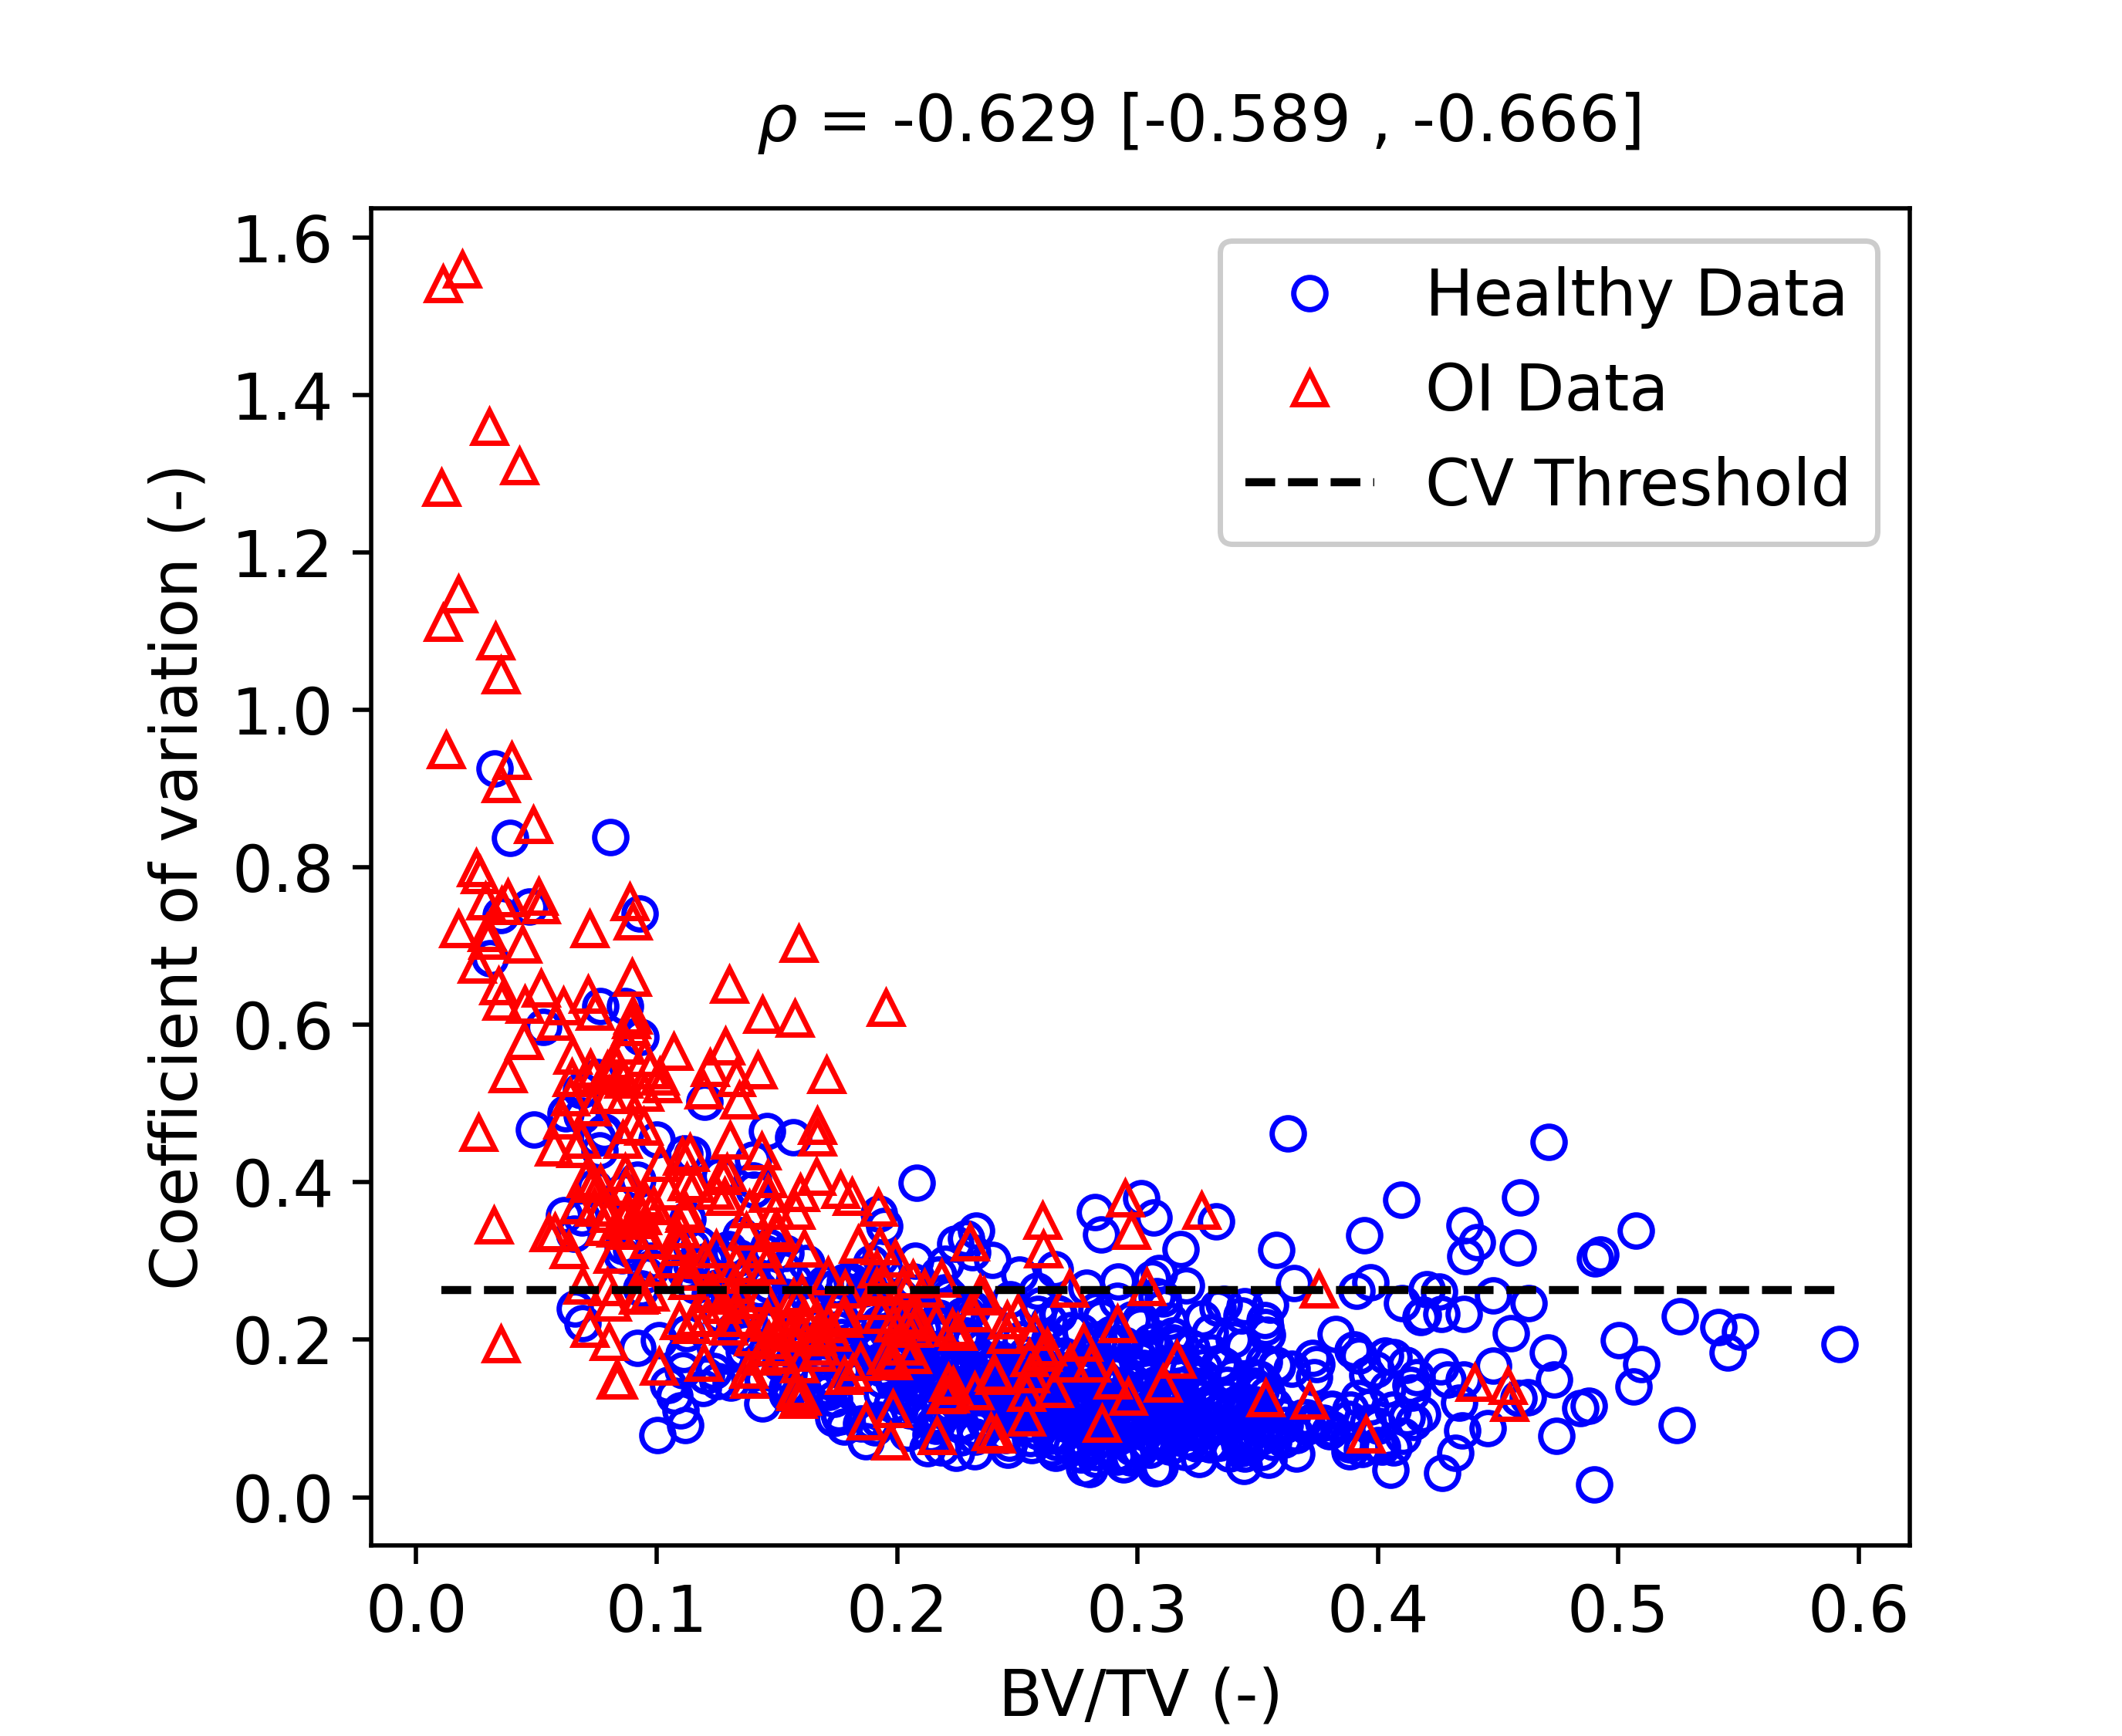 ρ = -0.629 [-0.589 , -0.666]
Healthy Data
OI Data
CV Threshold
Coefficient of variation (-)
1.6
1.4
1.2
1.0
0.8
0.6
0.4
0.2
0.0
0.0 0.1 0.2 0.3 0.4 0.5 0.6
BV/TV (-)